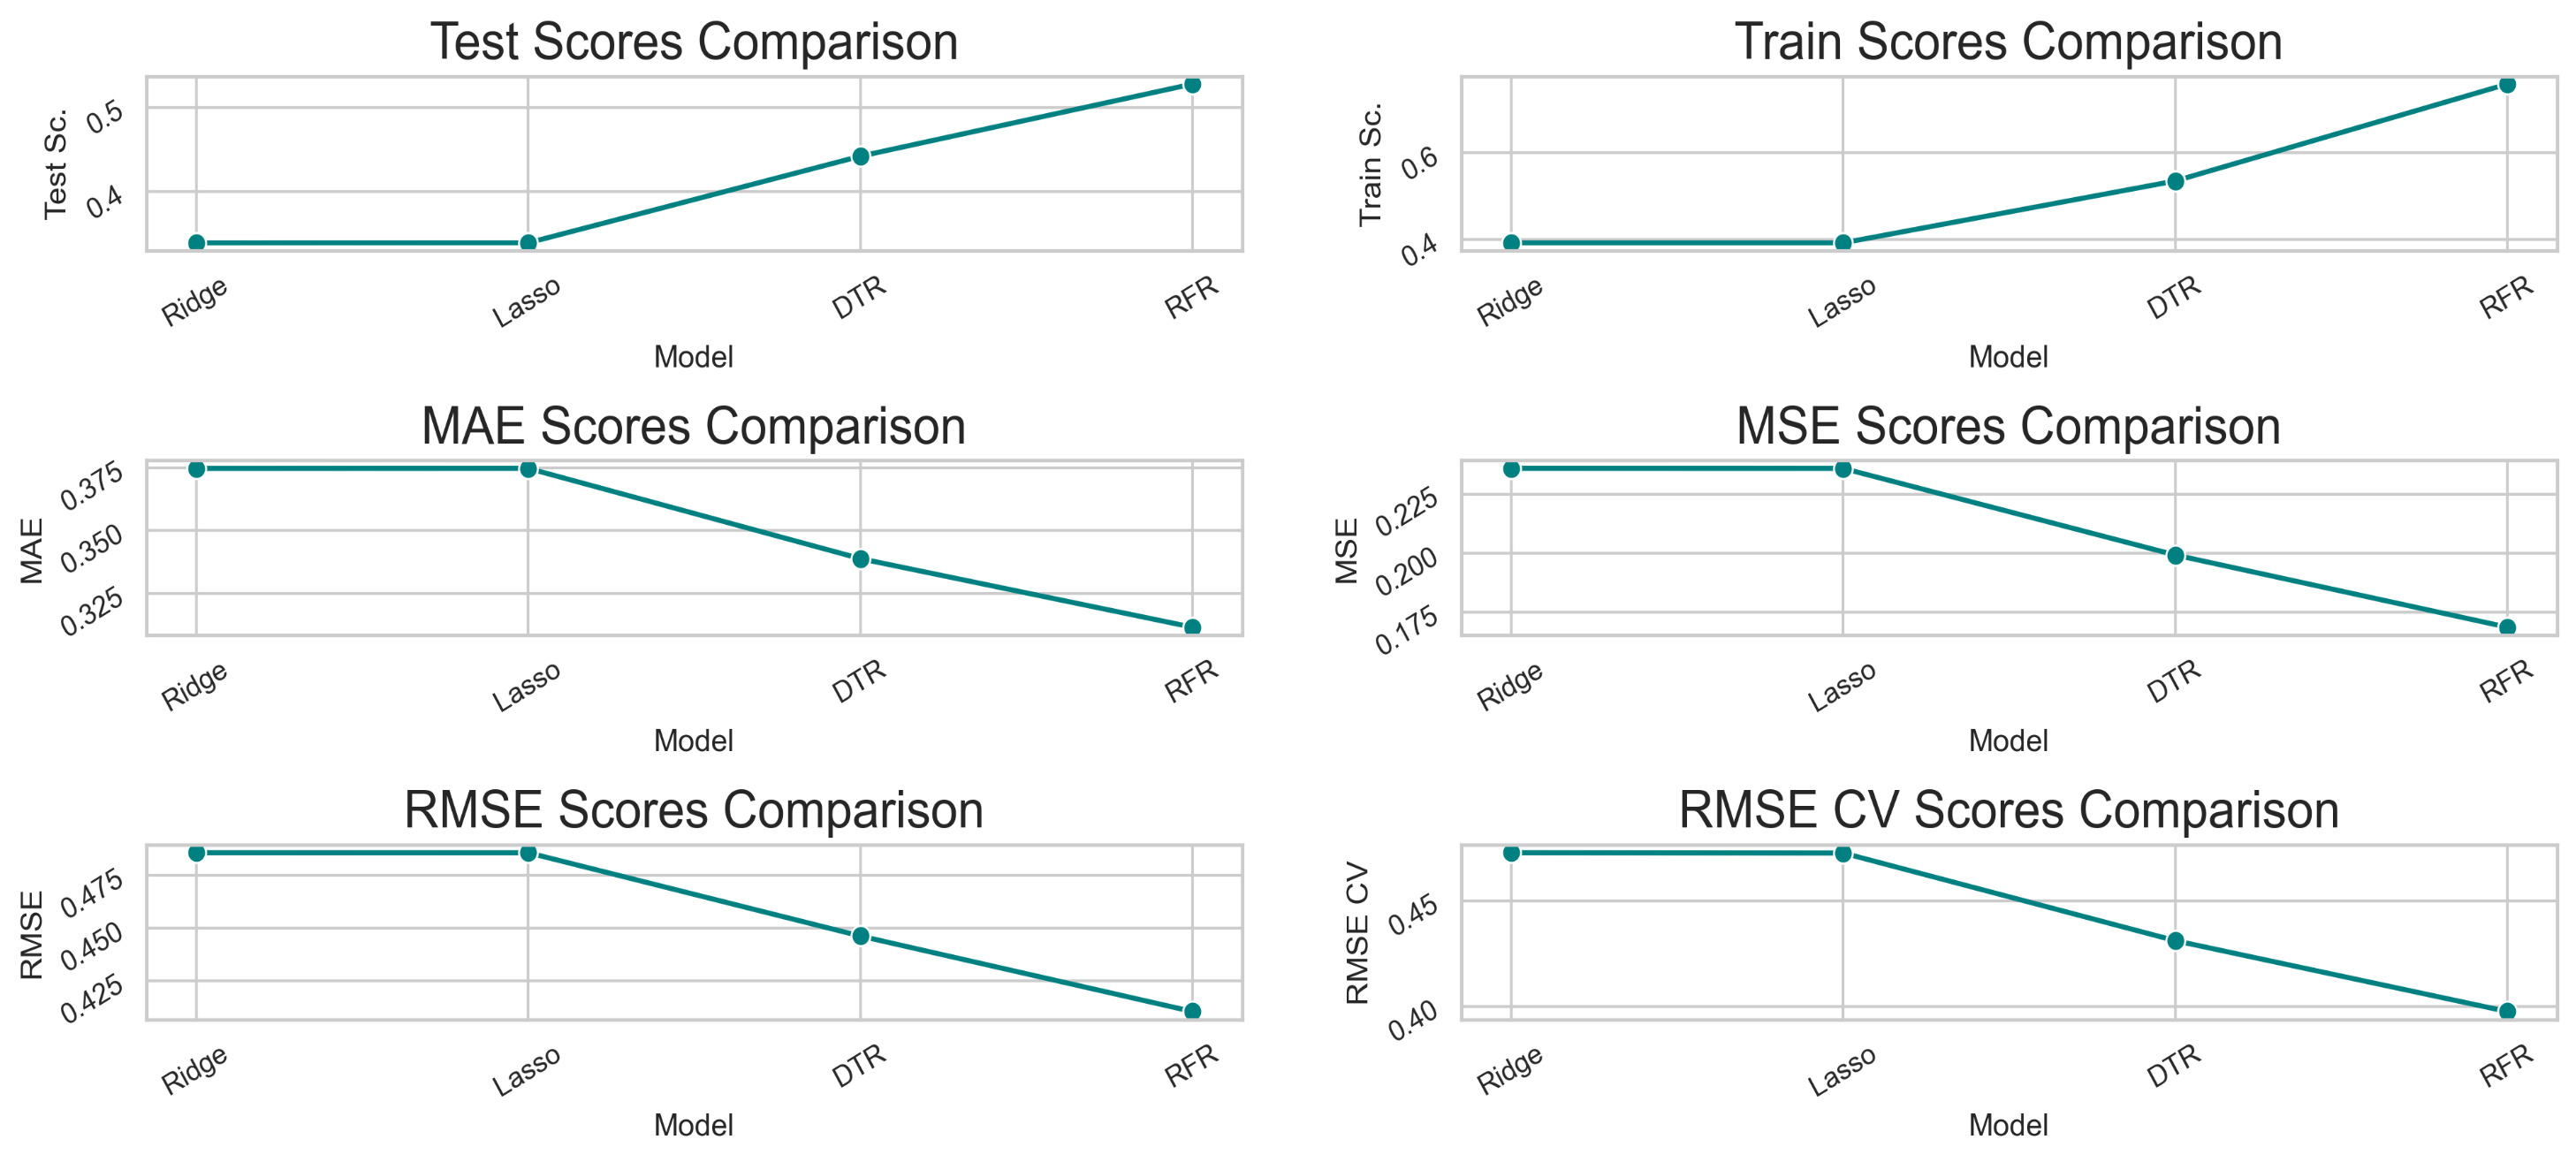 Test Scores Comparison
Test Sc.
0.5
0.4
Ridge Lasso DTR RFR
Model
Train Scores Comparison
Train Sc.
0.6
0.4
Ridge Lasso DTR RFR
Model
MAE Scores Comparison
MAE
0.375
0.350
0.325
Ridge Lasso DTR RFR
Model
MSE Scores Comparison
MSE
0.225
0.200
0.175
Ridge Lasso DTR RFR
Model
RMSE Scores Comparison
RMSE
0.475
0.450
0.425
Ridge Lasso DTR RFR
Model
RMSE CV Scores Comparison
RMSE CV
0.45
0.40
Ridge Lasso DTR RFR
Model